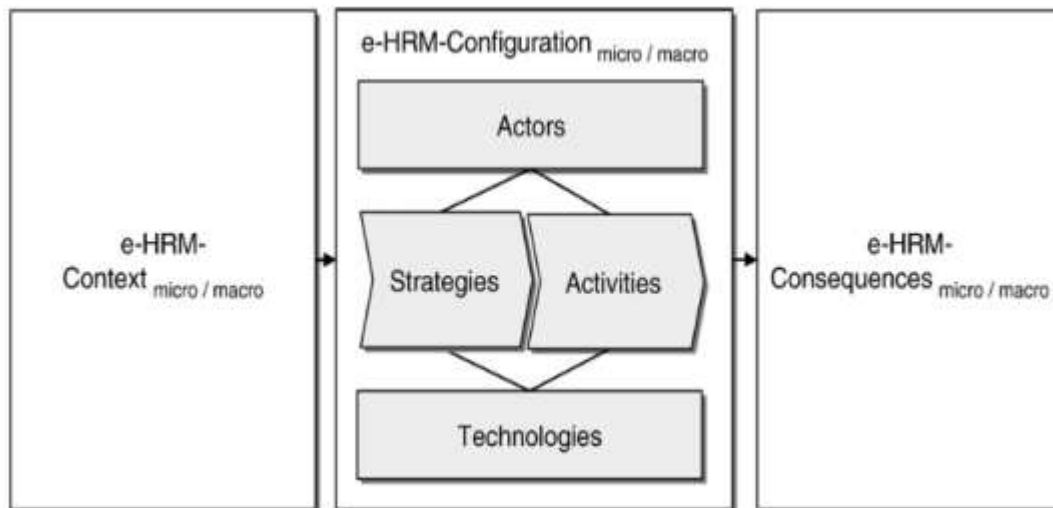 e-HRM-
Context micro / macro
e-HRM-Configuration micro / macro
Actors
Strategies
Activities
Technologies
e-HRM-
Consequences micro / macro